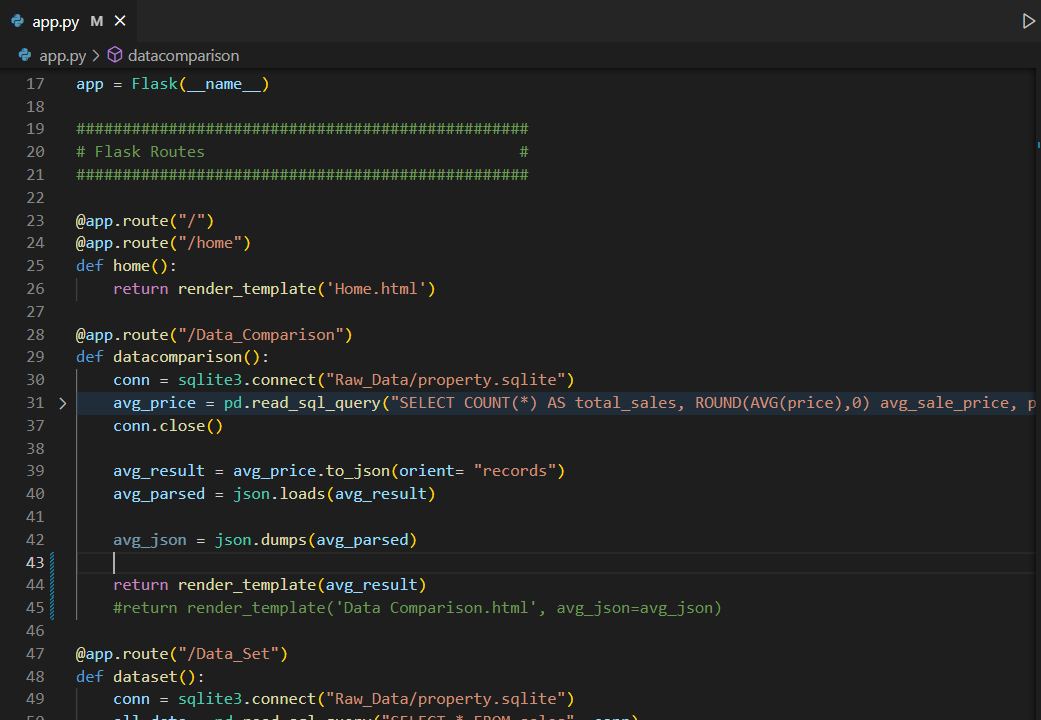 app.py M
app.py > datacomparison
17 app = Flask(__name__)
18
19 #################################################
20 # Flask Routes                                  #
21 #################################################
22
23 @app.route("/")
24 @app.route("/home")
25 def home():
26     return render_template('Home.html')
27
28 @app.route("/Data_Comparison")
29 def datacomparison():
30     conn = sqlite3.connect("Raw_Data/property.sqlite")
31 >   avg_price = pd.read_sql_query("SELECT COUNT(*) AS total_sales, ROUND(AVG(price),0) avg_sale_price, p
37     conn.close()
38
39     avg_result = avg_price.to_json(orient= "records")
40     avg_parsed = json.loads(avg_result)
41
42     avg_json = json.dumps(avg_parsed)
43
44     return render_template(avg_result)
45     #return render_template('Data Comparison.html', avg_json=avg_json)
46
47 @app.route("/Data_Set")
48 def dataset():
49     conn = sqlite3.connect("Raw_Data/property.sqlite")